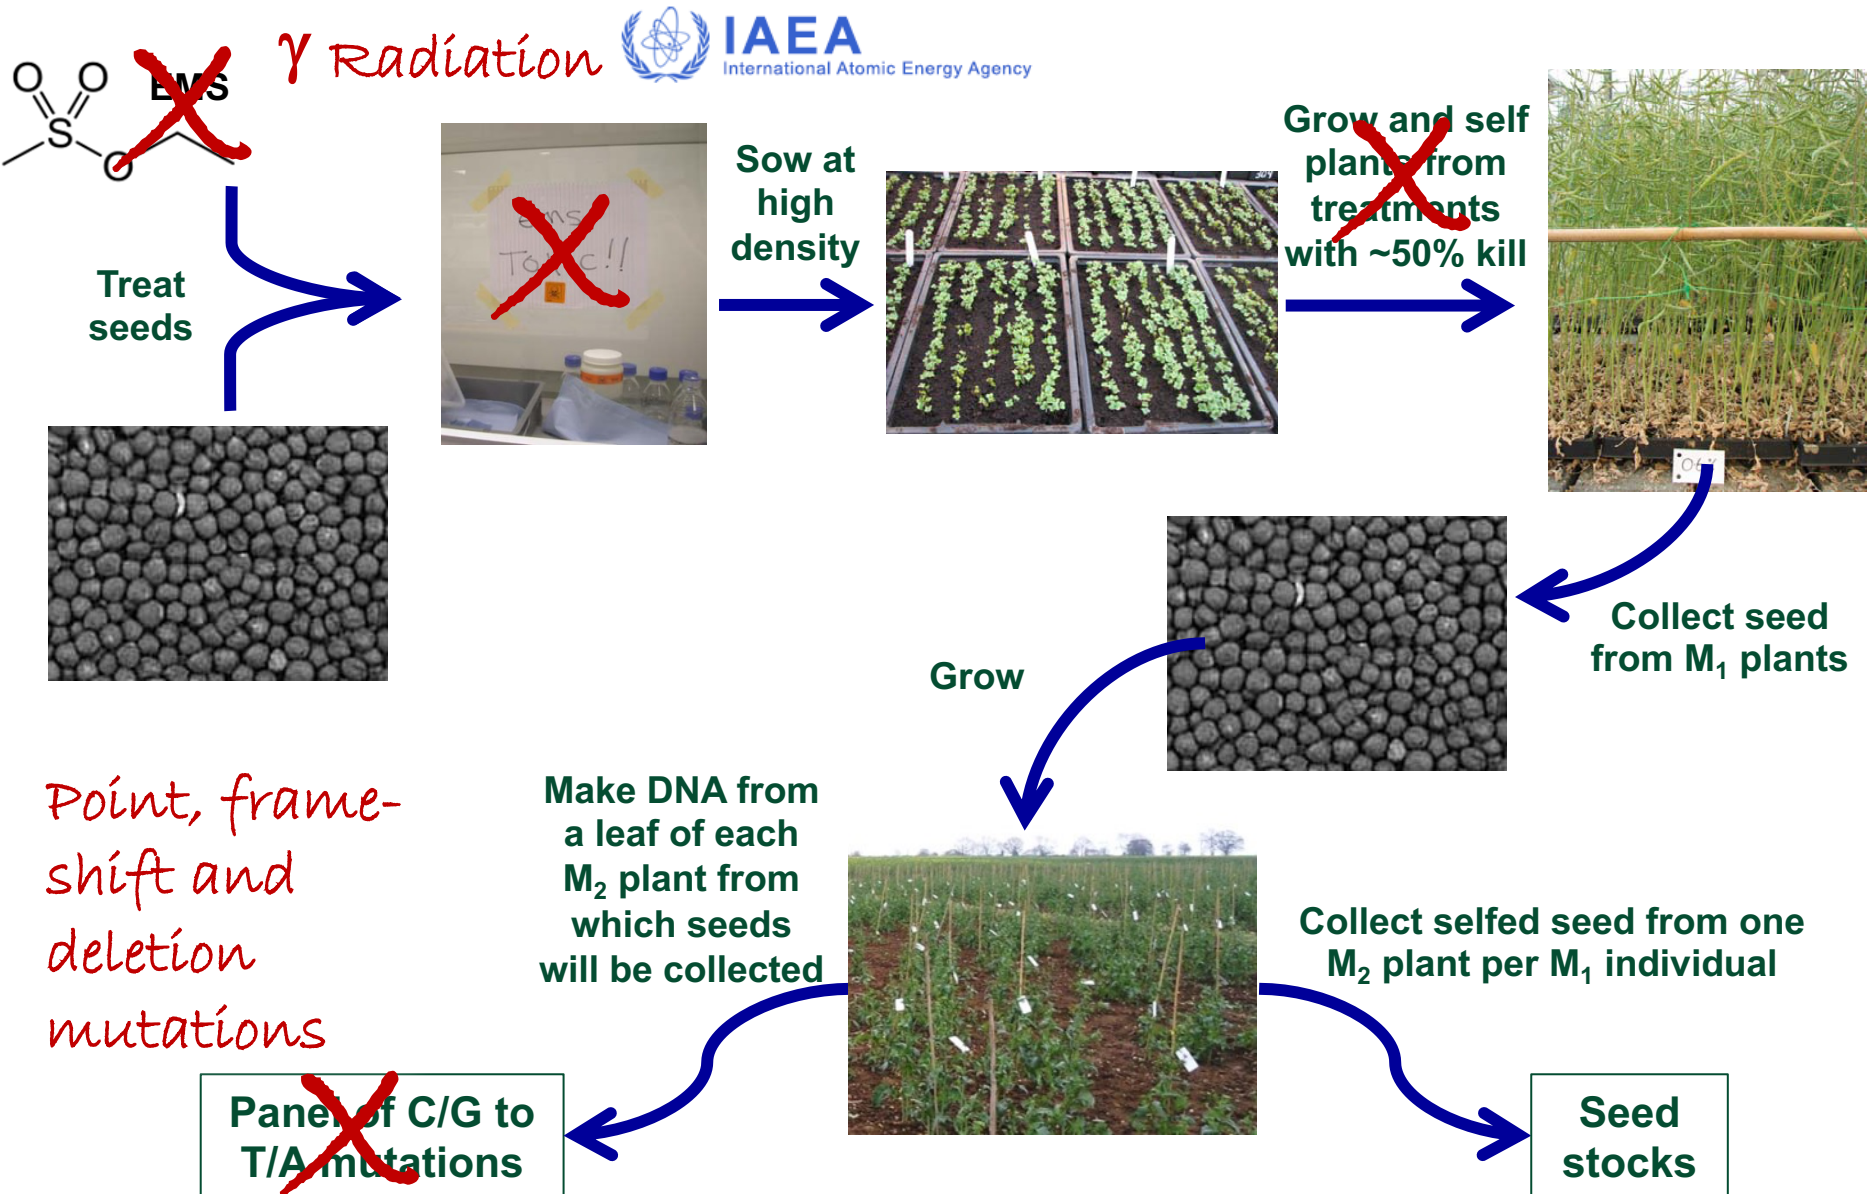 γ Radiation
IAEA
International Atomic Energy Agency
O O
EMS
S
O
Treat
seeds
ems
Toxic!!
Sow at
high
density
304
Grow and self
plants from
treatments
with ~50% kill
Collect seed
from M₁ plants
Grow
Point, frame-
shift and
deletion
mutations
Make DNA from
a leaf of each
M₂ plant from
which seeds
will be collected
Collect selfed seed from one
M₂ plant per M₁ individual
Panel of C/G to
T/A mutations
Seed
stocks